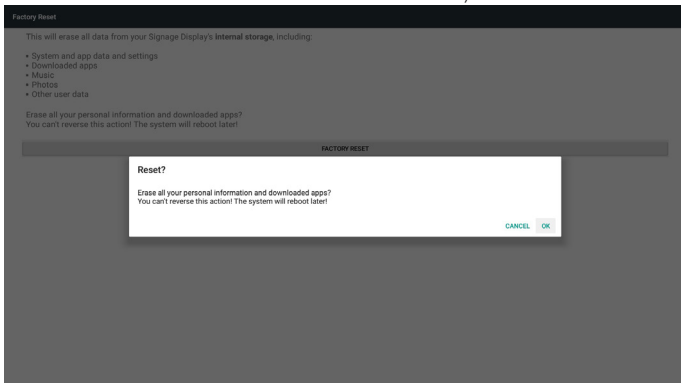 Factory Reset
This will erase all data from your Signage Display's internal storage, including:
• System and app data and settings
• Downloaded apps
• Music
• Photos
• Other user data
Erase all your personal information and downloaded apps?
You can't reverse this action! The system will reboot later!
FACTORY RESET
Reset?
Erase all your personal information and downloaded apps?
You can't reverse this action! The system will reboot later!
CANCEL OK